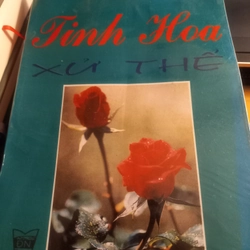 Tinh Hoa
XỬ THẾ